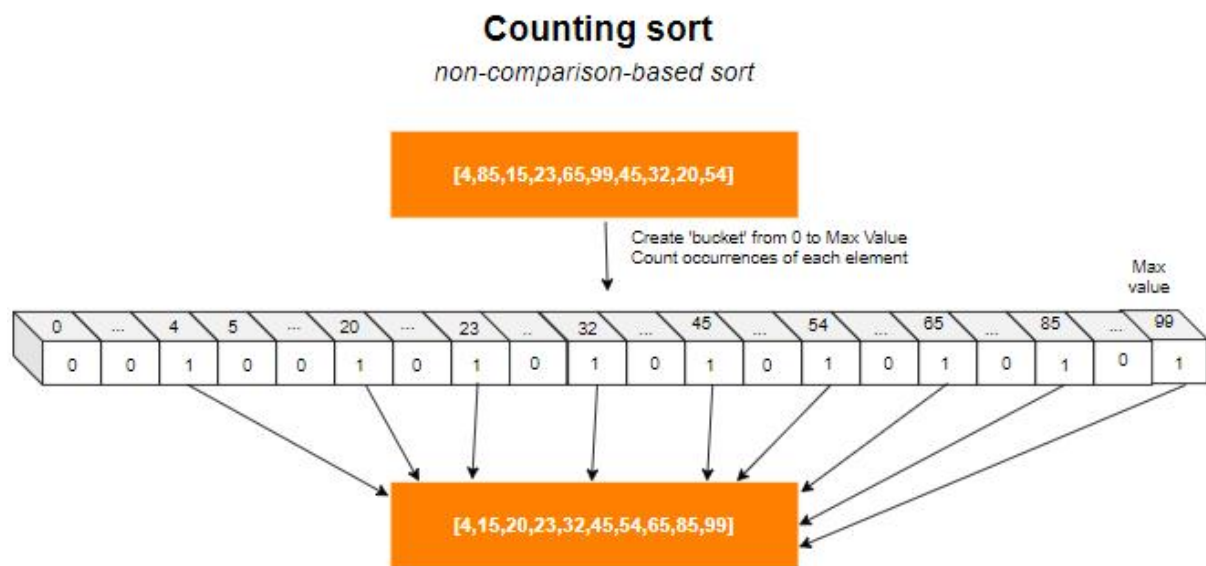 Counting sort
non-comparison-based sort
[4,85,15,23,65,99,45,32,20,54]
Create 'bucket' from 0 to Max Value
Count occurrences of each element
Max
value
0 ... 4 5 ... 20 ... 23 .. 32 ... 45 ... 54 ... 65 ... 85 ... 99
0 0 1 0 0 1 0 1 0 1 0 1 0 1 0 1 0 1 0 1
[4,15,20,23,32,45,54,65,85,99]